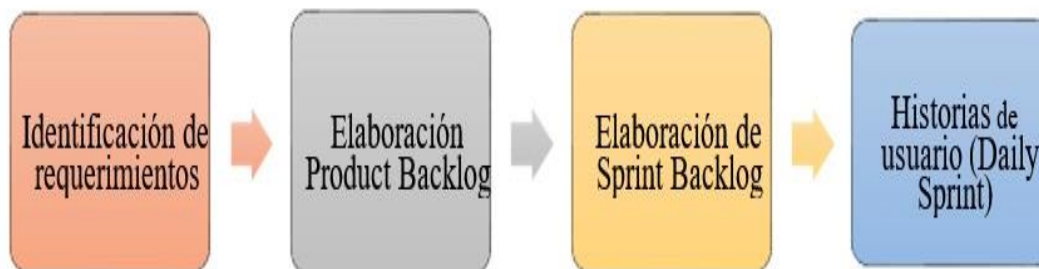 Identificación de
requerimientos
Elaboración
Product Backlog
Elaboración de
Sprint Backlog
Historias de
usuario (Daily
Sprint)